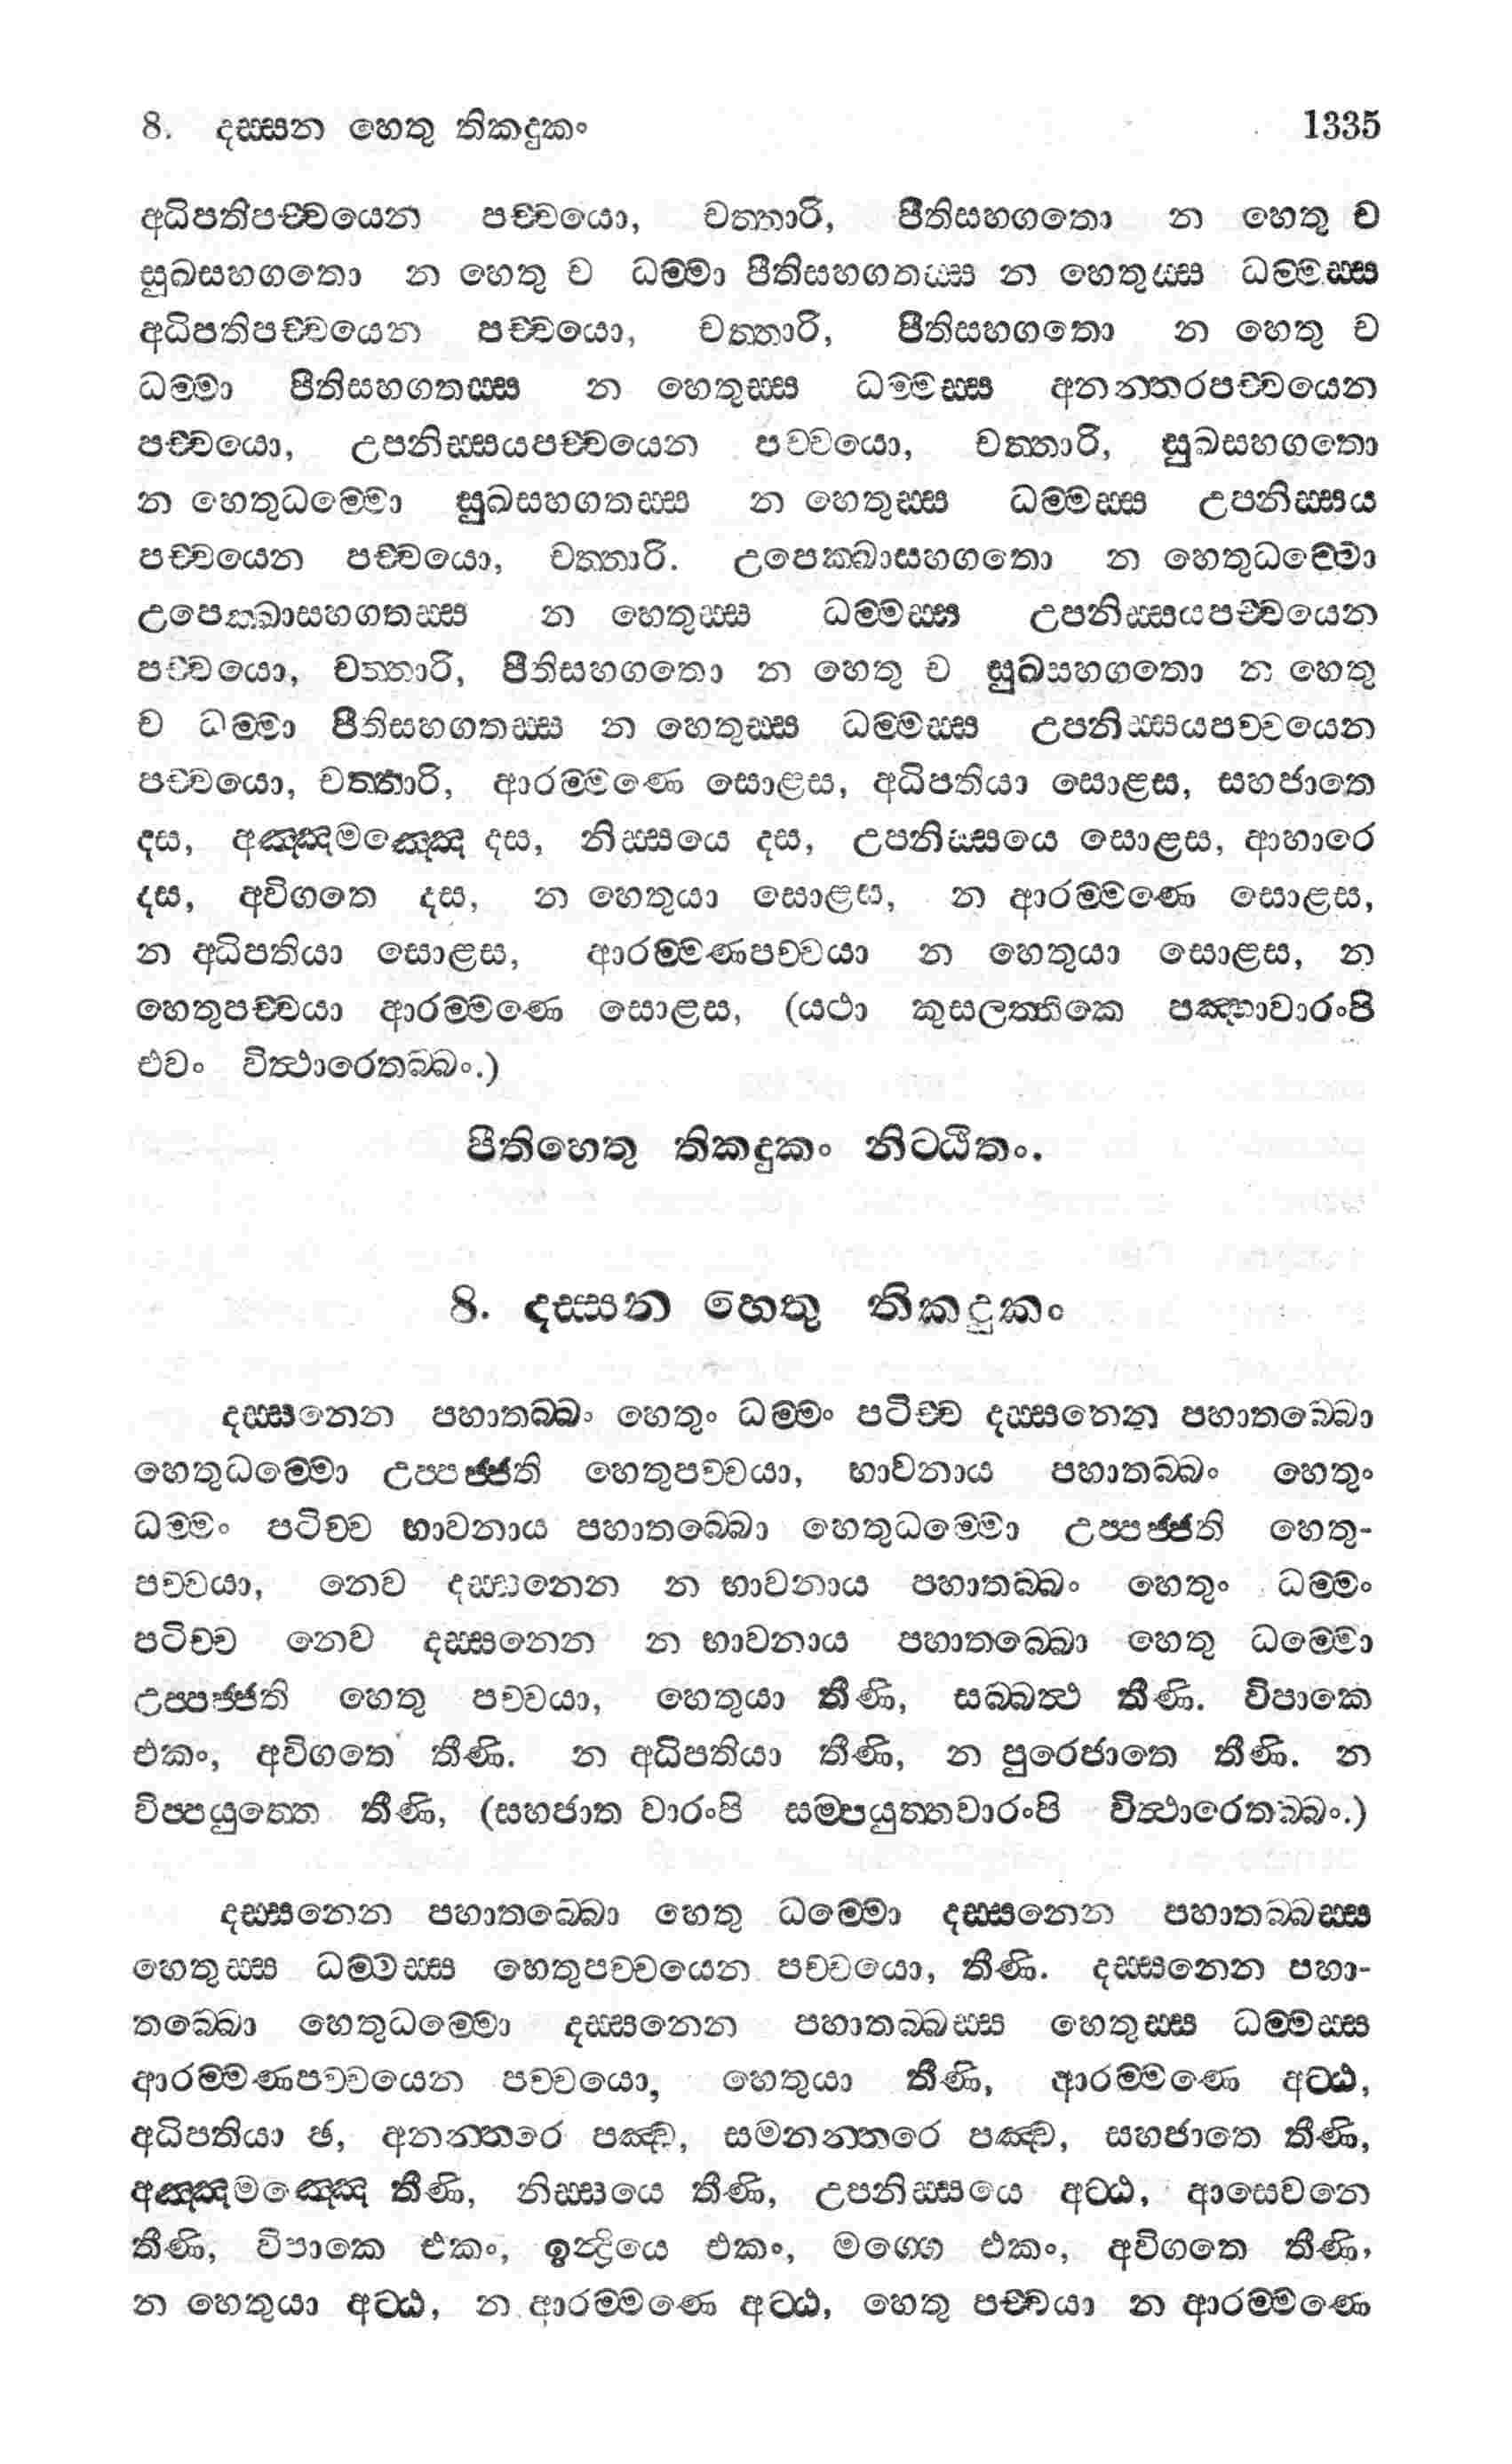 8. දස්සන හෙතු තිකදුකං 1335
අධිපතිපච්චයෙන පච්චයො, චත්තාරි, පීතිසහගතො න හෙතු ච
සුඛසහගතො න හෙතු ච ධම්මා පීතිසහගතස්ස න හෙතුස්ස ධම්මස්ස
අධිපතිපච්චයෙන පච්චයො, චත්තාරි, පීතිසහගතො න හෙතු ච
ධම්මා පීතිසහගතස්ස න හෙතුස්ස ධම්මස්ස අනන්තරපච්චයෙන
පච්චයො, උපනිස්සයපච්චයෙන පච්චයො, චත්තාරි, සුඛසහගතො
න හෙතුධම්මො සුඛසහගතස්ස න හෙතුස්ස ධම්මස්ස උපනිස්සය
පච්චයෙන පච්චයො, චත්තාරි. උපෙක්ඛාසහගතො න හෙතුධම්මො
උපෙක්ඛාසහගතස්ස න හෙතුස්ස ධම්මස්ස උපනිස්සයපච්චයෙන
පච්චයො, චත්තාරි, පීතිසහගතො න හෙතු ච සුඛසහගතො න හෙතු
ච ධම්මා පීතිසහගතස්ස න හෙතුස්ස ධම්මස්ස උපනිස්සයපච්චයෙන
පච්චයො, චත්තාරි, ආරම්මණෙ සොළස, අධිපතියා සොළස, සහජාතෙ
දස, අඤ්ඤමඤ්ඤෙ දස, නිස්සයෙ දස, උපනිස්සයෙ සොළස, ආහාරෙ
දස, අවිගතෙ දස, න හෙතුයා සොළස, න ආරම්මණෙ සොළස,
න අධිපතියා සොළස, ආරම්මණපච්චයා න හෙතුයා සොළස, න
හෙතුපච්චයා ආරම්මණෙ සොළස, (යථා කුසලත්තිකෙ පඤ්හාවාරංපි
එවං විත්ථාරෙතබ්බං.)
පීතිහෙතු තිකදුකං නිට්ඨිතං.
8. දස්සන හෙතු තිකදුකං
දස්සනෙන පහාතබ්බං හෙතුං ධම්මං පටිච්ච දස්සනෙන පහාතබ්බො
හෙතුධම්මො උප්පජ්ජති හෙතුපච්චයා, භාවනාය පහාතබ්බං හෙතුං
ධම්මං පටිච්ච භාවනාය පහාතබ්බො හෙතුධම්මො උප්පජ්ජති හෙතු-
පච්චයා, නෙව දස්සනෙන න භාවනාය පහාතබ්බං හෙතුං ධම්මං
පටිච්ච නෙව දස්සනෙන න භාවනාය පහාතබ්බො හෙතු ධම්මො
උප්පජ්ජති හෙතු පච්චයා, හෙතුයා තීණි, සබ්බත්ථ තීණි. විපාකෙ
එකං, අවිගතෙ තීණි. න අධිපතියා තීණි, න පුරෙජාතෙ තීණි. න
විප්පයුත්තෙ තීණි, (සහජාත වාරංපි සම්පයුත්තවාරංපි විත්ථාරෙතබ්බං.)
දස්සනෙන පහාතබ්බො හෙතු ධම්මො දස්සනෙන පහාතබ්බස්ස
හෙතුස්ස ධම්මස්ස හෙතුපච්චයෙන පච්චයො, තීණි. දස්සනෙන පහා-
තබ්බො හෙතුධම්මො දස්සනෙන පහාතබ්බස්ස හෙතුස්ස ධම්මස්ස
ආරම්මණපච්චයෙන පච්චයො, හෙතුයා තීණි, ආරම්මණෙ අට්ඨ,
අධිපතියා ඡ, අනන්තරෙ පඤ්ච, සමනන්තරෙ පඤ්ච, සහජාතෙ තීණි,
අඤ්ඤමඤ්ඤෙ තීණි, නිස්සයෙ තීණි, උපනිස්සයෙ අට්ඨ, ආසෙවනෙ
තීණි, විපාකෙ එකං, ඉන්ද්‍රියෙ එකං, මග්ගෙ එකං, අවිගතෙ තීණි,
න හෙතුයා අට්ඨ, න ආරම්මණෙ අට්ඨ, හෙතු පච්චයා න ආරම්මණෙ